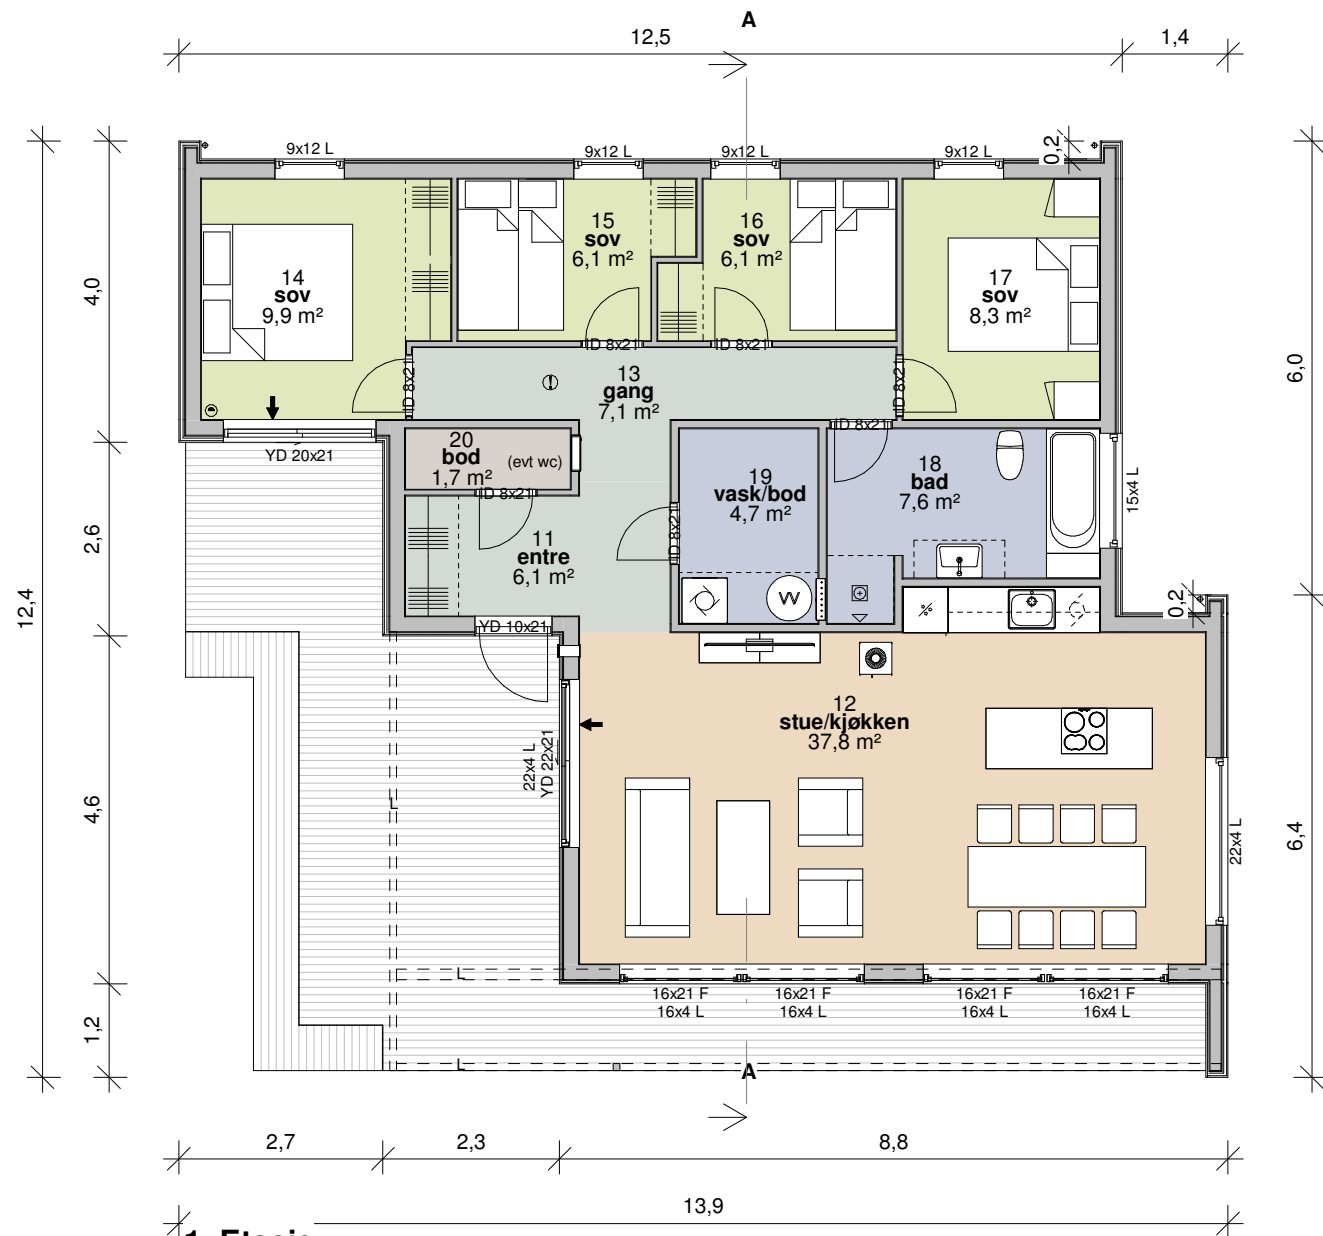 A
12,5
1,4
9x12 L
9x12 L
9x12 L
9x12 L
0,2
14
sov
9,9 m²
15
sov
6,1 m²
16
sov
6,1 m²
17
sov
8,3 m²
4,0
6,0
12,4
2,6
ID 8x21
ID 8x21
ID 8x21
ID 8x21
ID 8x21
13
gang
7,1 m²
YD 20x21
20
bod
1,7 m²
(evt wc)
ID 8x21
19
vask/bod
4,7 m²
18
bad
7,6 m²
15x4 L
11
entre
6,1 m²
ID 8x21
YD 10x21
0,2
12
stue/kjøkken
37,8 m²
22x4 L
YD 22x21
L
4,6
6,4
22x4 L
L
16x21 F
16x4 L
16x21 F
16x4 L
16x21 F
16x4 L
16x21 F
16x4 L
1,2
L
A
2,7
2,3
8,8
13,9
1. Etasje